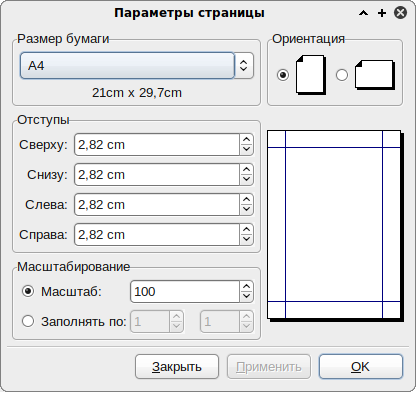 Параметры страницы
Размер бумаги
A4
21cm x 29,7cm
Ориентация
Отступы
Сверху: 2,82 cm
Снизу: 2,82 cm
Слева: 2,82 cm
Справа: 2,82 cm
Масштабирование
Масштаб: 100
Заполнять по: 1 1
Закрыть Применить OK